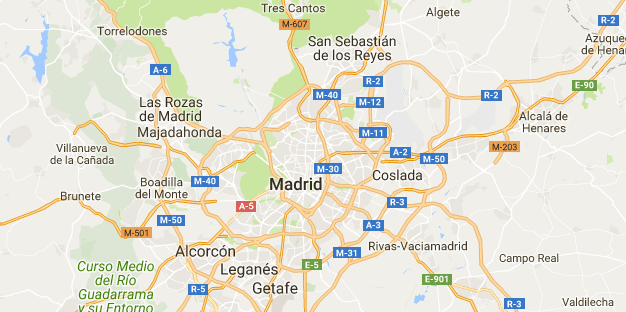 Tres Cantos
Algete
R-2
M-607
Torrelodones
San Sebastián
de los Reyes
Azuqueca
de Henar
A-6
R-2
E-90
M-40
R-2
M-12
Las Rozas
de Madrid
Majadahonda
Alcalá de
Henares
M-11
Villanueva
de la Cañada
A-2
M-50
M-203
M-30
Coslada
Boadilla
del Monte
M-40
Madrid
Brunete
A-5
R-3
M-50
A-3
M-501
Rivas-Vaciamadrid
Alcorcón
M-31
Campo Real
Curso Medio
del Río
Guadarrama
y su Entorno
Leganés
E-5
E-901
R-5
Getafe
R-3
Valdilecha